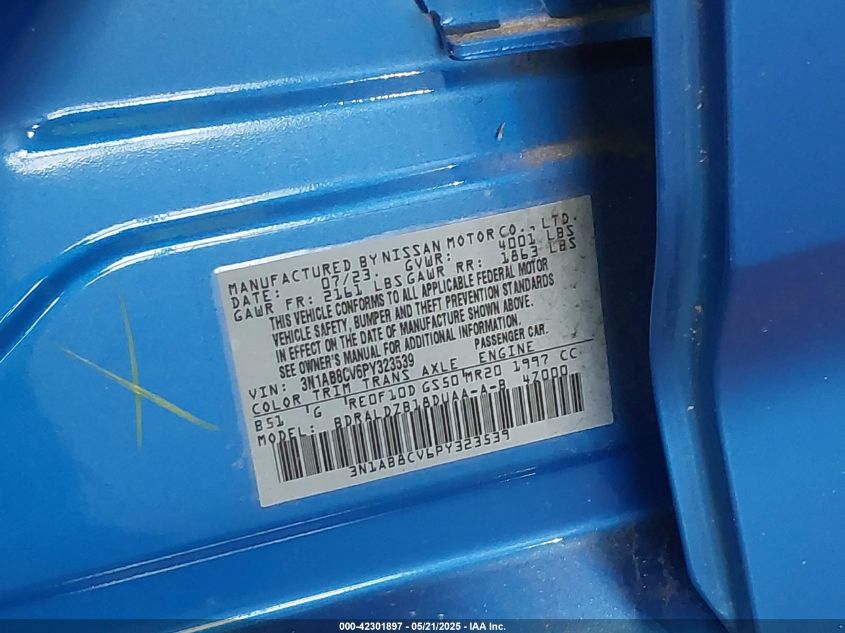 MANUFACTURED BY NISSAN MOTOR CO., LTD.
DATE: 07/23. GVWR: 4001 LBS
GAWR FR: 2161 LBS GAWR RR: 1863 LBS
THIS VEHICLE CONFORMS TO ALL APPLICABLE FEDERAL MOTOR
VEHICLE SAFETY, BUMPER AND THEFT PREVENTION STANDARDS
IN EFFECT ON THE DATE OF MANUFACTURE SHOWN ABOVE.
SEE OWNER'S MANUAL FOR ADDITIONAL INFORMATION.
VIN: 3N1AB8CV6PY323539 PASSENGER CAR.
COLOR TRIM TRANS AXLE ENGINE
B51 'G 'RE0F10D GS50'MR20 1997 CC
MODEL: BDRALDZB18DUAA-A-B 47000
3N1AB8CV6PY323539
000-42301897 - 05/21/2025 - IAA Inc.